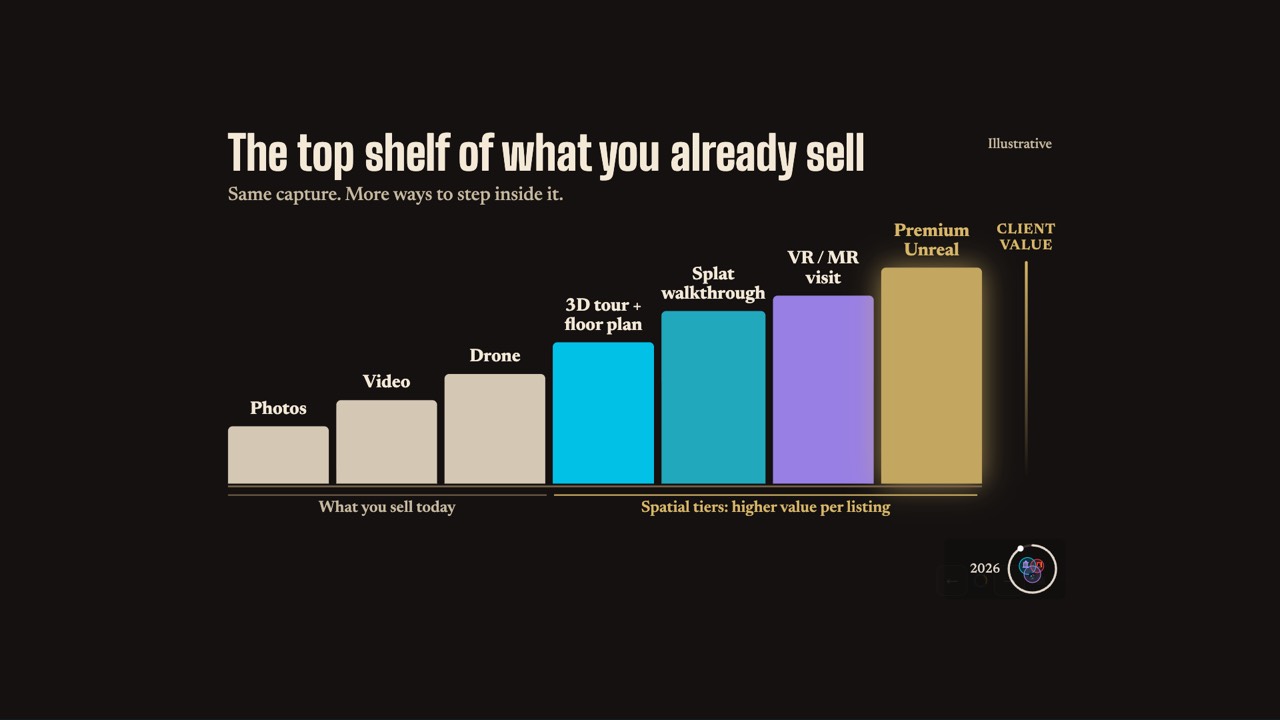 The top shelf of what you already sell
Illustrative
Same capture. More ways to step inside it.
Photos
Video
Drone
3D tour +
floor plan
Splat
walkthrough
VR / MR
visit
Premium
Unreal
CLIENT
VALUE
What you sell today
Spatial tiers: higher value per listing
2026